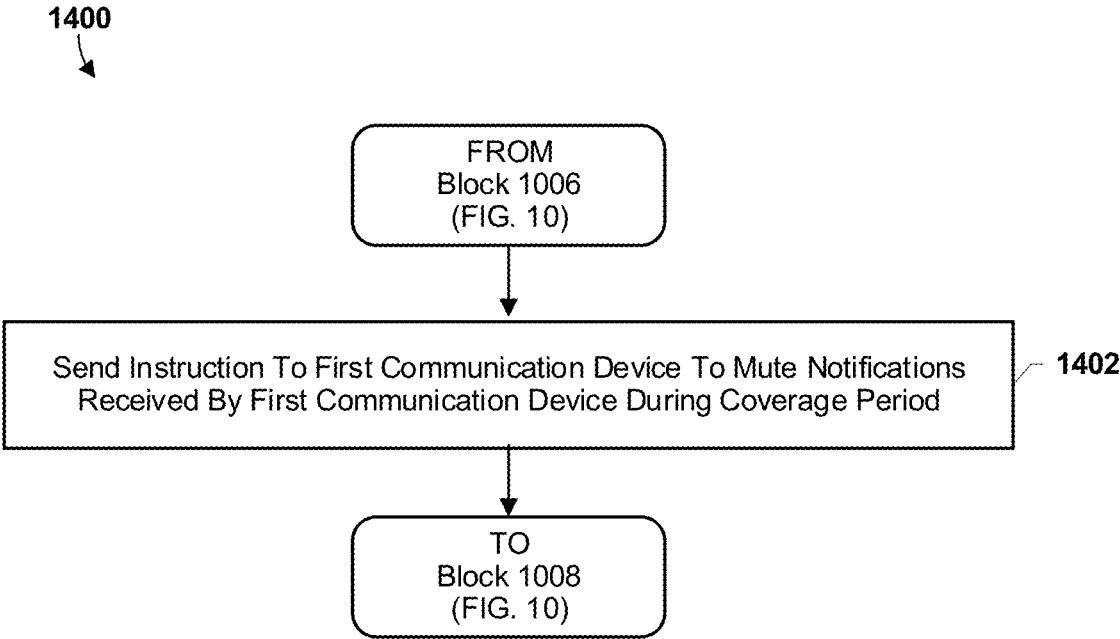 1400
FROM
Block 1006
(FIG. 10)
Send Instruction To First Communication Device To Mute Notifications
Received By First Communication Device During Coverage Period
1402
TO
Block 1008
(FIG. 10)